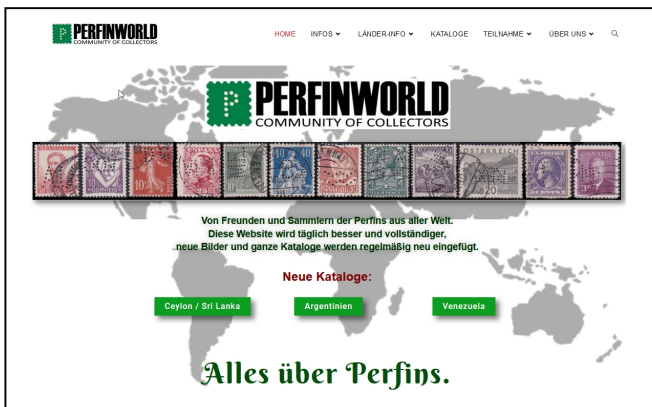 PERFINWORLD
COMMUNITY OF COLLECTORS
HOME INFOS LÄNDER-INFO KATALOGE TEILNAHME ÜBER UNS
PERFINWORLD
COMMUNITY OF COLLECTORS
Von Freunden und Sammlern der Perfins aus aller Welt.
Diese Website wird täglich besser und vollständiger,
neue Bilder und ganze Kataloge werden regelmäßig neu eingefügt.
Neue Kataloge:
Ceylon / Sri Lanka Argentinien Venezuela
Alles über Perfins.